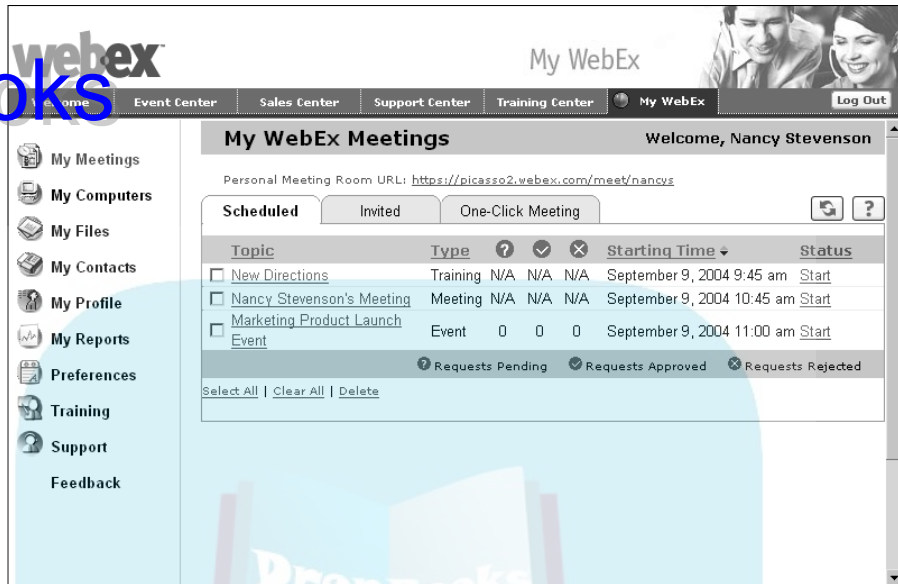 webex
My WebEx
oks
Welcome Event Center Sales Center Support Center Training Center My WebEx Log Out
My WebEx Meetings Welcome, Nancy Stevenson
Personal Meeting Room URL: https://picasso2.webex.com/meet/nancys
Scheduled Invited One-Click Meeting ?
Topic Type ? Starting Time Status
New Directions Training N/A N/A N/A September 9, 2004 9:45 am Start
Nancy Stevenson's Meeting Meeting N/A N/A N/A September 9, 2004 10:45 am Start
Marketing Product Launch
Event Event 0 0 0 September 9, 2004 11:00 am Start
? Requests Pending Requests Approved Requests Rejected
Select All | Clear All | Delete
My Meetings
My Computers
My Files
My Contacts
My Profile
My Reports
Preferences
Training
Support
Feedback